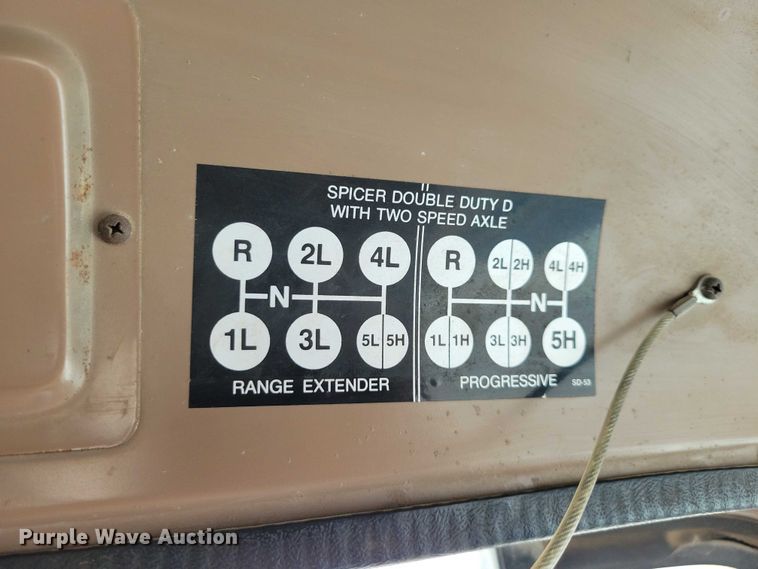 SPICER DOUBLE DUTY D
WITH TWO SPEED AXLE
R 2L 4L
N
1L 3L 5L 5H
RANGE EXTENDER
R 2L 2H 4L 4H
N
1L 1H 3L 3H 5H
PROGRESSIVE SD-53
Purple Wave Auction